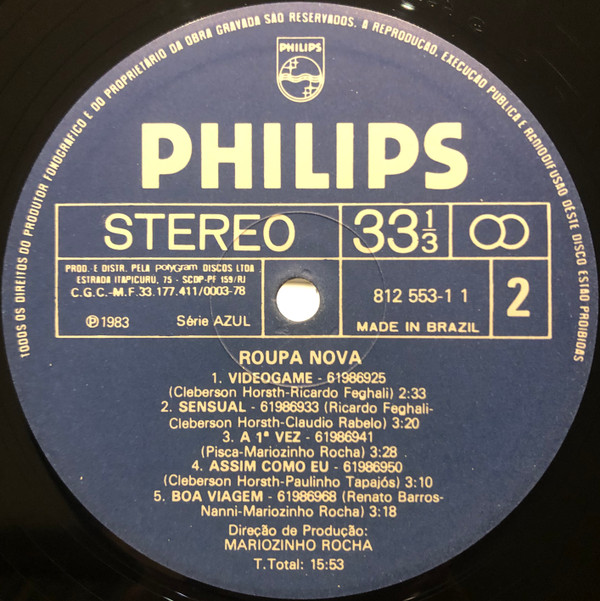 TODOS OS DIREITOS DO PRODUTOR FONOGRÁFICO E DO PROPRIETÁRIO DA OBRA GRAVADA SÃO RESERVADOS. A REPRODUÇÃO, EXECUÇÃO PÚBLICA E RADIODIFUSÃO DESTE DISCO ESTÃO PROIBIDAS
PHILIPS
PHILIPS
STEREO 33 1/3
PROD. E DISTR. PELA PolyGram DISCOS LTDA
ESTRADA ITAPICURU, 75 - SCDP-PF 159/RJ
C.G.C.-M.F.33.177.411/0003-78
℗1983 Série AZUL
812 553-1 1
2
MADE IN BRAZIL
ROUPA NOVA
1. VIDEOGAME - 61986925
(Cleberson Horsth-Ricardo Feghali) 2:33
2. SENSUAL - 61986933 (Ricardo Feghali-
Cleberson Horsth-Claudio Rabelo) 3:20
3. A 1ª VEZ - 61986941
(Pisca-Mariozinho Rocha) 3:28
4. ASSIM COMO EU - 61986950
(Cleberson Horsth-Paulinho Tapajós) 3:10
5. BOA VIAGEM - 61986968 (Renato Barros-
Nanni-Mariozinho Rocha) 3:18
Direção de Produção:
MARIOZINHO ROCHA
T.Total: 15:53